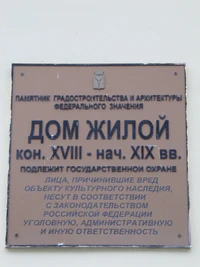 ПАМЯТНИК ГРАДОСТРОИТЕЛЬСТВА И АРХИТЕКТУРЫ
ФЕДЕРАЛЬНОГО ЗНАЧЕНИЯ
ДОМ ЖИЛОЙ
кон. XVIII - нач. XIX вв.
ПОДЛЕЖИТ ГОСУДАРСТВЕННОЙ ОХРАНЕ
ЛИЦА, ПРИЧИНИВШИЕ ВРЕД
ОБЪЕКТУ КУЛЬТУРНОГО НАСЛЕДИЯ,
НЕСУТ В СООТВЕТСТВИИ
С ЗАКОНОДАТЕЛЬСТВОМ
РОССИЙСКОЙ ФЕДЕРАЦИИ
УГОЛОВНУЮ, АДМИНИСТРАТИВНУЮ
И ИНУЮ ОТВЕТСТВЕННОСТЬ